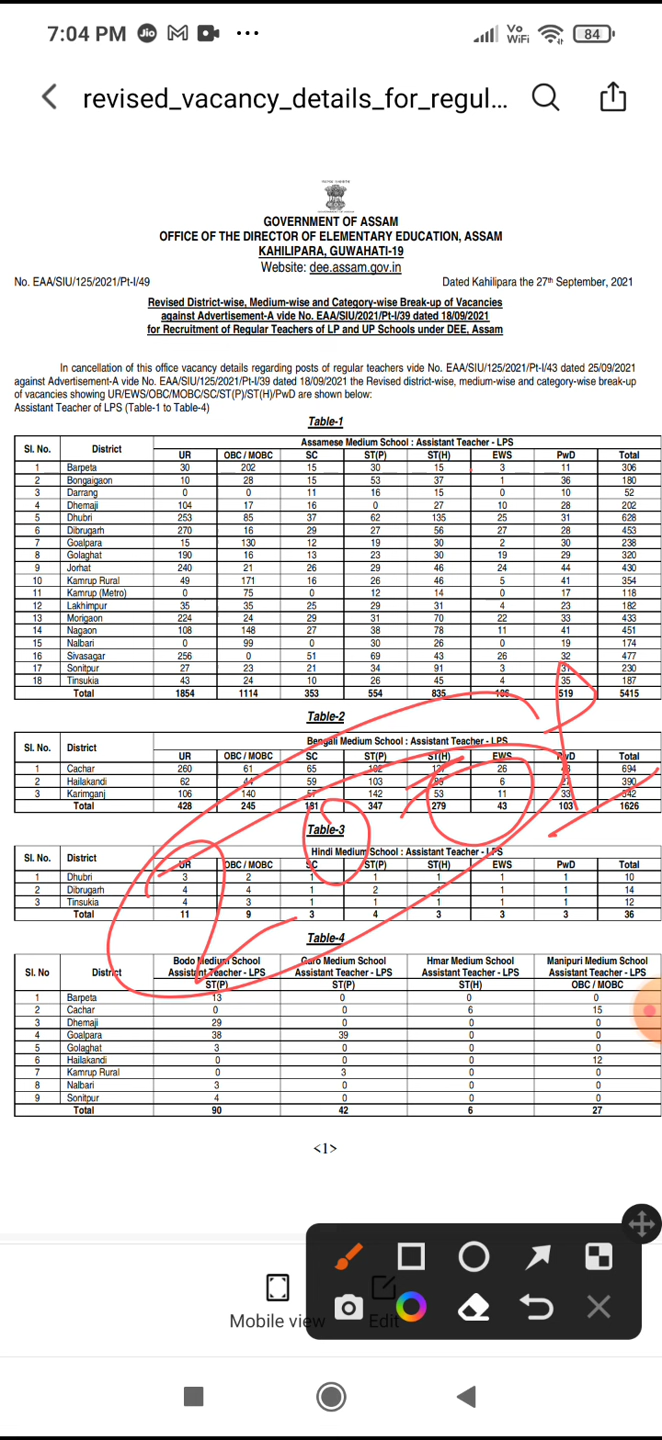 7:04 PM Jio M ...
Vo WiFi 84
revised_vacancy_details_for_regul...
GOVERNMENT OF ASSAM
OFFICE OF THE DIRECTOR OF ELEMENTARY EDUCATION, ASSAM
KAHILIPARA, GUWAHATI-19
Website: dee.assam.gov.in
No. EAA/SIU/125/2021/Pt-I/49 Dated Kahilipara the 27th September, 2021
Revised District-wise, Medium-wise and Category-wise Break-up of Vacancies
against Advertisement-A vide No. EAA/SIU/2021/Pt-I/39 dated 18/09/2021
for Recruitment of Regular Teachers of LP and UP Schools under DEE, Assam
In cancellation of this office vacancy details regarding posts of regular teachers vide No. EAA/SIU/125/2021/Pt-I/43 dated 25/09/2021
against Advertisement-A vide No. EAA/SIU/125/2021/Pt-I/39 dated 18/09/2021 the Revised district-wise, medium-wise and category-wise break-up
of vacancies showing UR/EWS/OBC/MOBC/SC/ST(P)/ST(H)/PwD are shown below:
Assistant Teacher of LPS (Table-1 to Table-4)
Table-1
Sl. No. District Assamese Medium School : Assistant Teacher - LPS
UR OBC / MOBC SC ST(P) ST(H) EWS PwD Total
1 Barpeta 30 202 15 30 15 3 11 306
2 Bongaigaon 10 28 15 53 37 1 36 180
3 Darrang 0 0 11 16 15 0 10 52
4 Dhemaji 104 17 16 0 27 10 28 202
5 Dhubri 253 85 37 62 135 25 31 628
6 Dibrugarh 270 16 29 27 56 27 28 453
7 Goalpara 15 130 12 19 30 2 30 238
8 Golaghat 190 16 13 23 30 19 29 320
9 Jorhat 240 21 26 29 46 24 44 430
10 Kamrup Rural 49 171 16 26 46 5 41 354
11 Kamrup (Metro) 0 75 0 12 14 0 17 118
12 Lakhimpur 35 35 25 29 31 4 23 182
13 Morigaon 224 24 29 31 70 22 33 433
14 Nagaon 108 148 27 38 78 11 41 451
15 Nalbari 0 99 0 30 26 0 19 174
16 Sivasagar 256 0 51 69 43 26 32 477
17 Sonitpur 27 23 21 34 91 3 31 230
18 Tinsukia 43 24 10 26 45 4 35 187
Total 1854 1114 353 554 835 519 5415
Table-2
Sl. No. District Bengali Medium School : Assistant Teacher - LPS
UR OBC / MOBC SC ST(P) ST(H) EWS PwD Total
1 Cachar 260 61 65 26 694
2 Hailakandi 62 59 103 6 390
3 Karimganj 106 140 142 53 11 33
Total 428 245 181 347 279 43 103 1626
Table-3
Sl. No. District Hindi Medium School : Assistant Teacher - LPS
UR OBC / MOBC SC ST(P) ST(H) EWS PwD Total
1 Dhubri 3 2 1 1 1 1 1 10
2 Dibrugarh 4 4 1 2 1 1 1 14
3 Tinsukia 4 3 1 1 1 1 1 12
Total 11 9 3 4 3 3 3 36
Table-4
Sl. No District Bodo Medium School Garo Medium School Hmar Medium School Manipuri Medium School
Assistant Teacher - LPS Assistant Teacher - LPS Assistant Teacher - LPS Assistant Teacher - LPS
ST(P) ST(P) ST(H) OBC / MOBC
1 Barpeta 13 0 0 0
2 Cachar 0 0 6 15
3 Dhemaji 29 0 0 0
4 Goalpara 38 39 0 0
5 Golaghat 3 0 0 0
6 Hailakandi 0 0 0 12
7 Kamrup Rural 0 3 0 0
8 Nalbari 3 0 0 0
9 Sonitpur 4 0 0 0
Total 90 42 6 27
<1>
Mobile view Edit